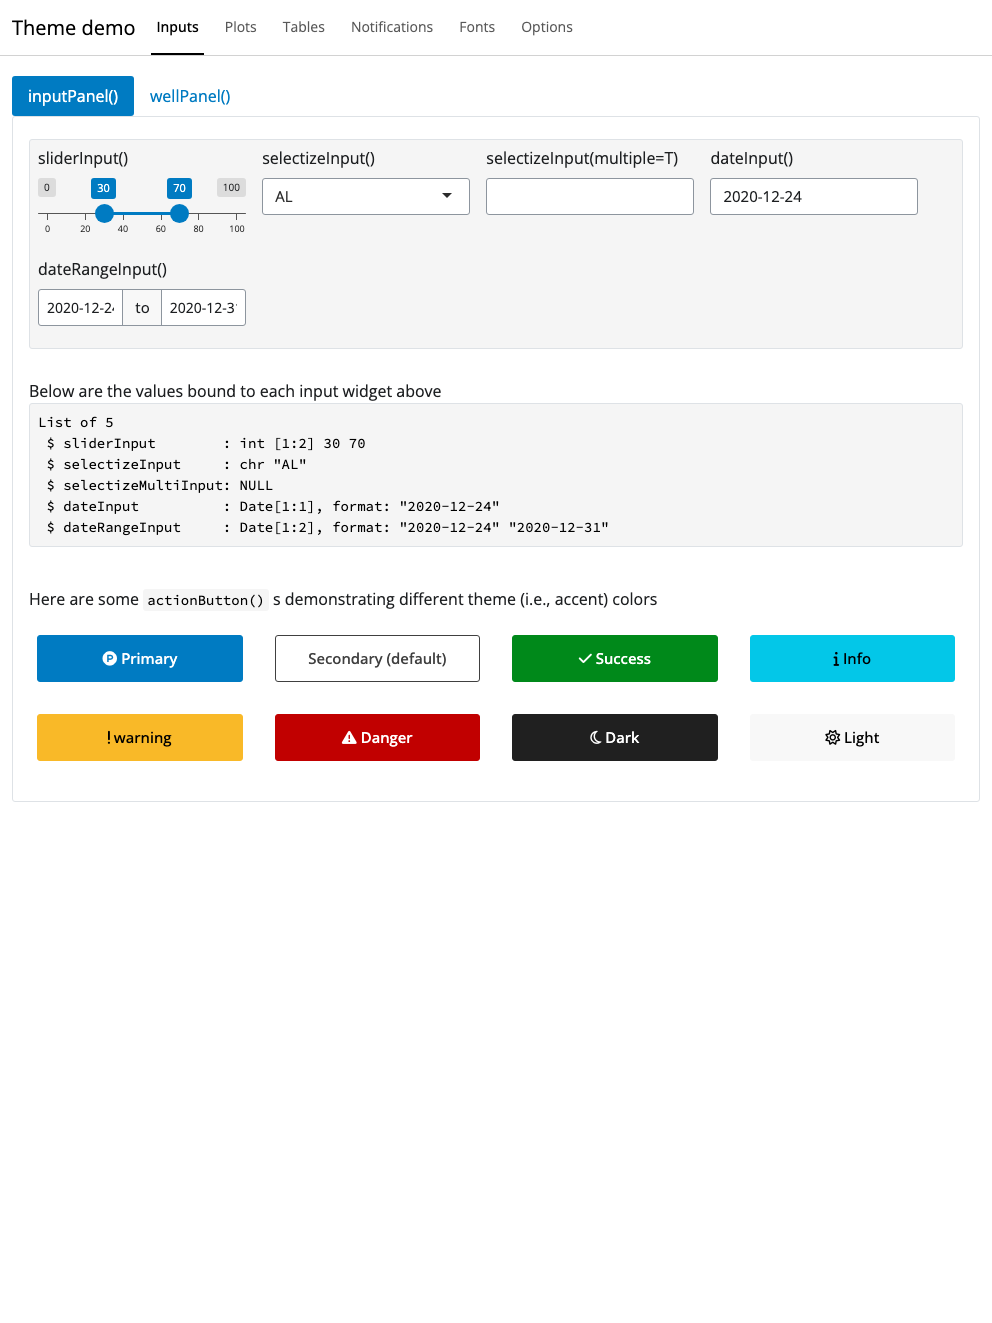 Theme demo Inputs Plots Tables Notifications Fonts Options
inputPanel() wellPanel()
sliderInput() selectizeInput() selectizeInput(multiple=T) dateInput()
0 30 70 100
AL 2020-12-24
0 20 40 60 80 100
dateRangeInput()
2020-12-24 to 2020-12-31
Below are the values bound to each input widget above
List of 5
$ sliderInput : int [1:2] 30 70
$ selectizeInput : chr "AL"
$ selectizeMultiInput: NULL
$ dateInput : Date[1:1], format: "2020-12-24"
$ dateRangeInput : Date[1:2], format: "2020-12-24" "2020-12-31"
Here are some actionButton() s demonstrating different theme (i.e., accent) colors
Primary Secondary (default) Success Info
warning Danger Dark Light